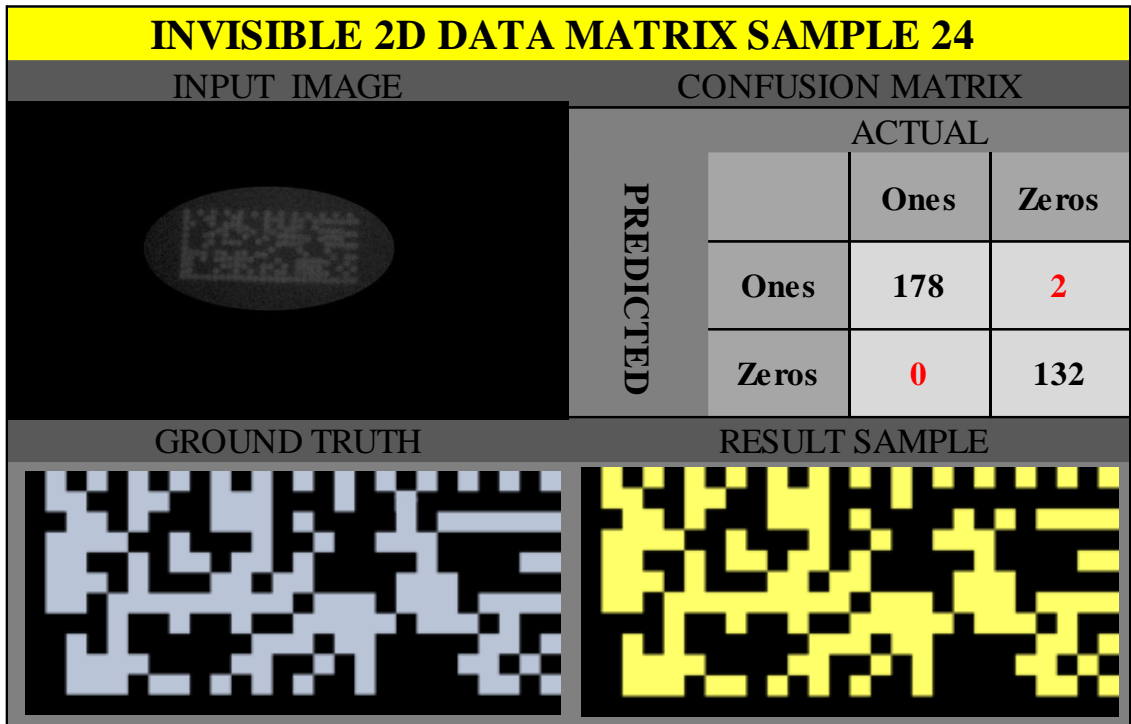 INVISIBLE 2D DATA MATRIX SAMPLE 24
INPUT IMAGE
CONFUSION MATRIX
ACTUAL
PREDICTED
Ones Zeros
Ones 178 2
Zeros 0 132
GROUND TRUTH
RESULT SAMPLE